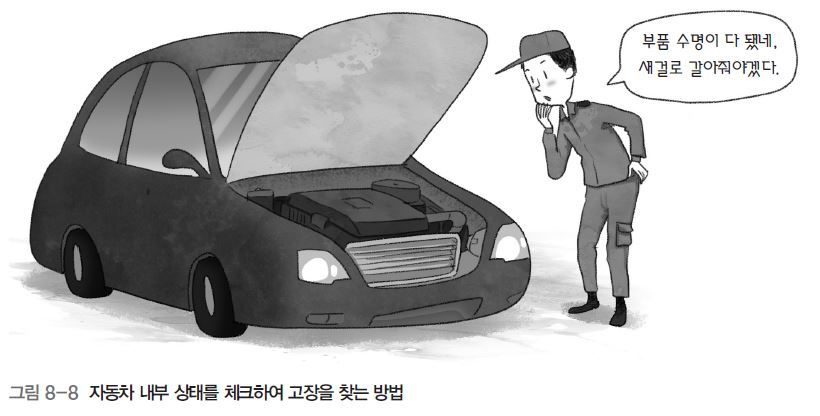 부품 수명이 다 됐네,
새걸로 갈아줘야겠다.
그림 8-8 자동차 내부 상태를 체크하여 고장을 찾는 방법